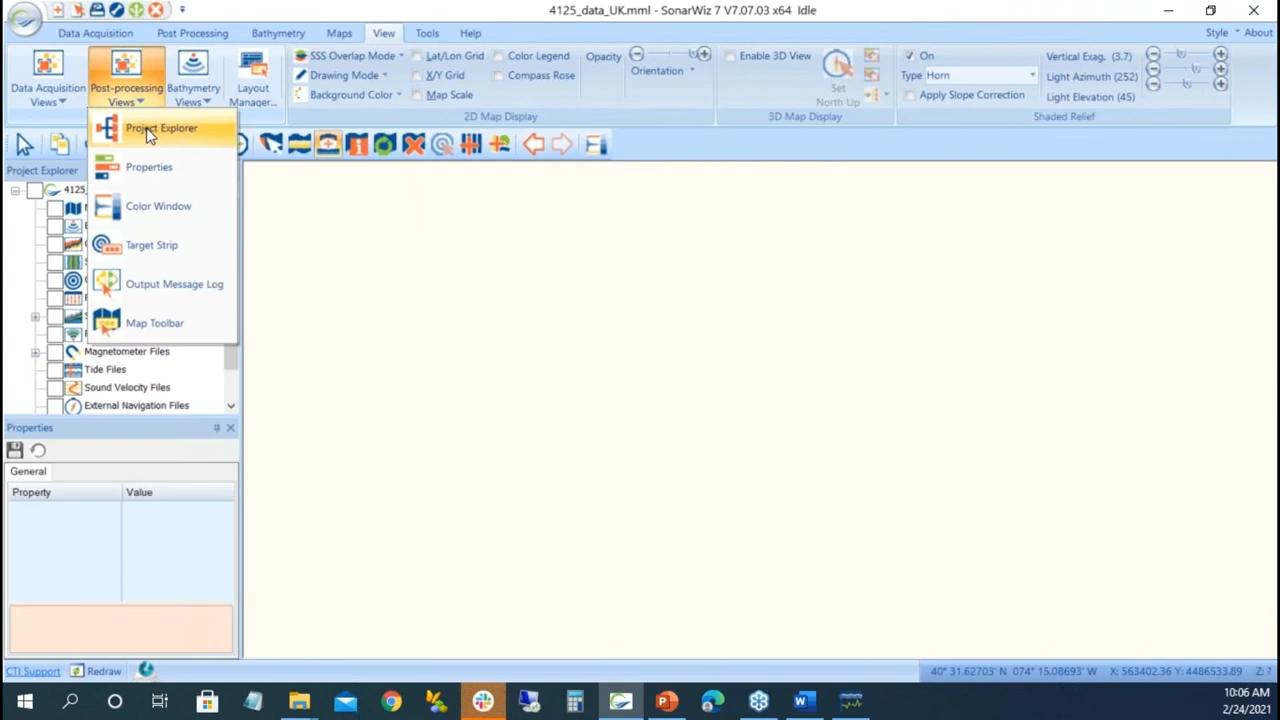 4125_data_UK.mml - SonarWiz 7 V7.07.03 x64 Idle
Data Acquisition Post Processing Bathymetry Maps View Tools Help Style About
Data Acquisition Views
Post-processing Views
Bathymetry Views
Layout Manager...
SSS Overlap Mode Lat/Lon Grid Color Legend Opacity
Drawing Mode X/Y Grid Compass Rose Orientation
Background Color Map Scale
2D Map Display
Enable 3D View
Set North Up
3D Map Display
On
Type Horn
Apply Slope Correction
Vertical Exag. (3.7)
Light Azimuth (252)
Light Elevation (45)
Shaded Relief
Project Explorer
Properties
Color Window
Target Strip
Output Message Log
Map Toolbar
Project Explorer
4125_
Magnetometer Files
Tide Files
Sound Velocity Files
External Navigation Files
Properties
General
Property Value
CTI Support Redraw
40° 31.62703' N 074° 15.08693' W X: 563402.36 Y: 4486533.89 Z: ?
10:06 AM
2/24/2021